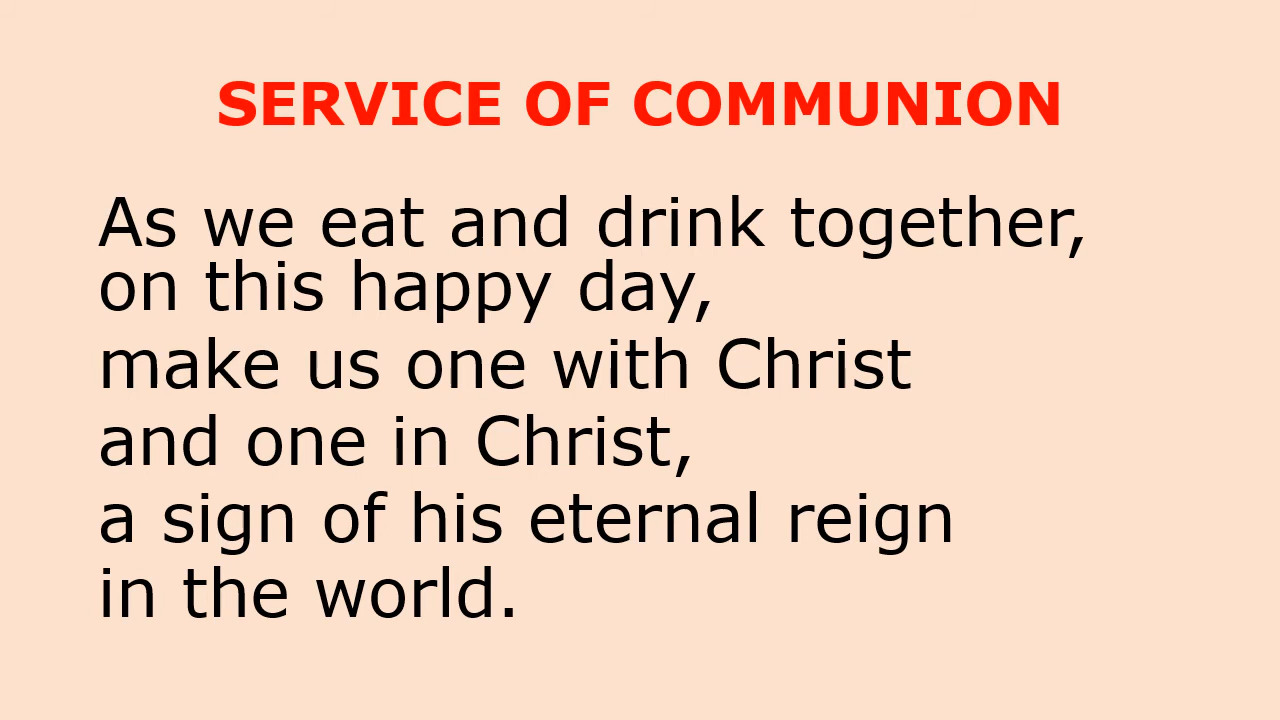 SERVICE OF COMMUNION
As we eat and drink together,
on this happy day,
make us one with Christ
and one in Christ,
a sign of his eternal reign
in the world.